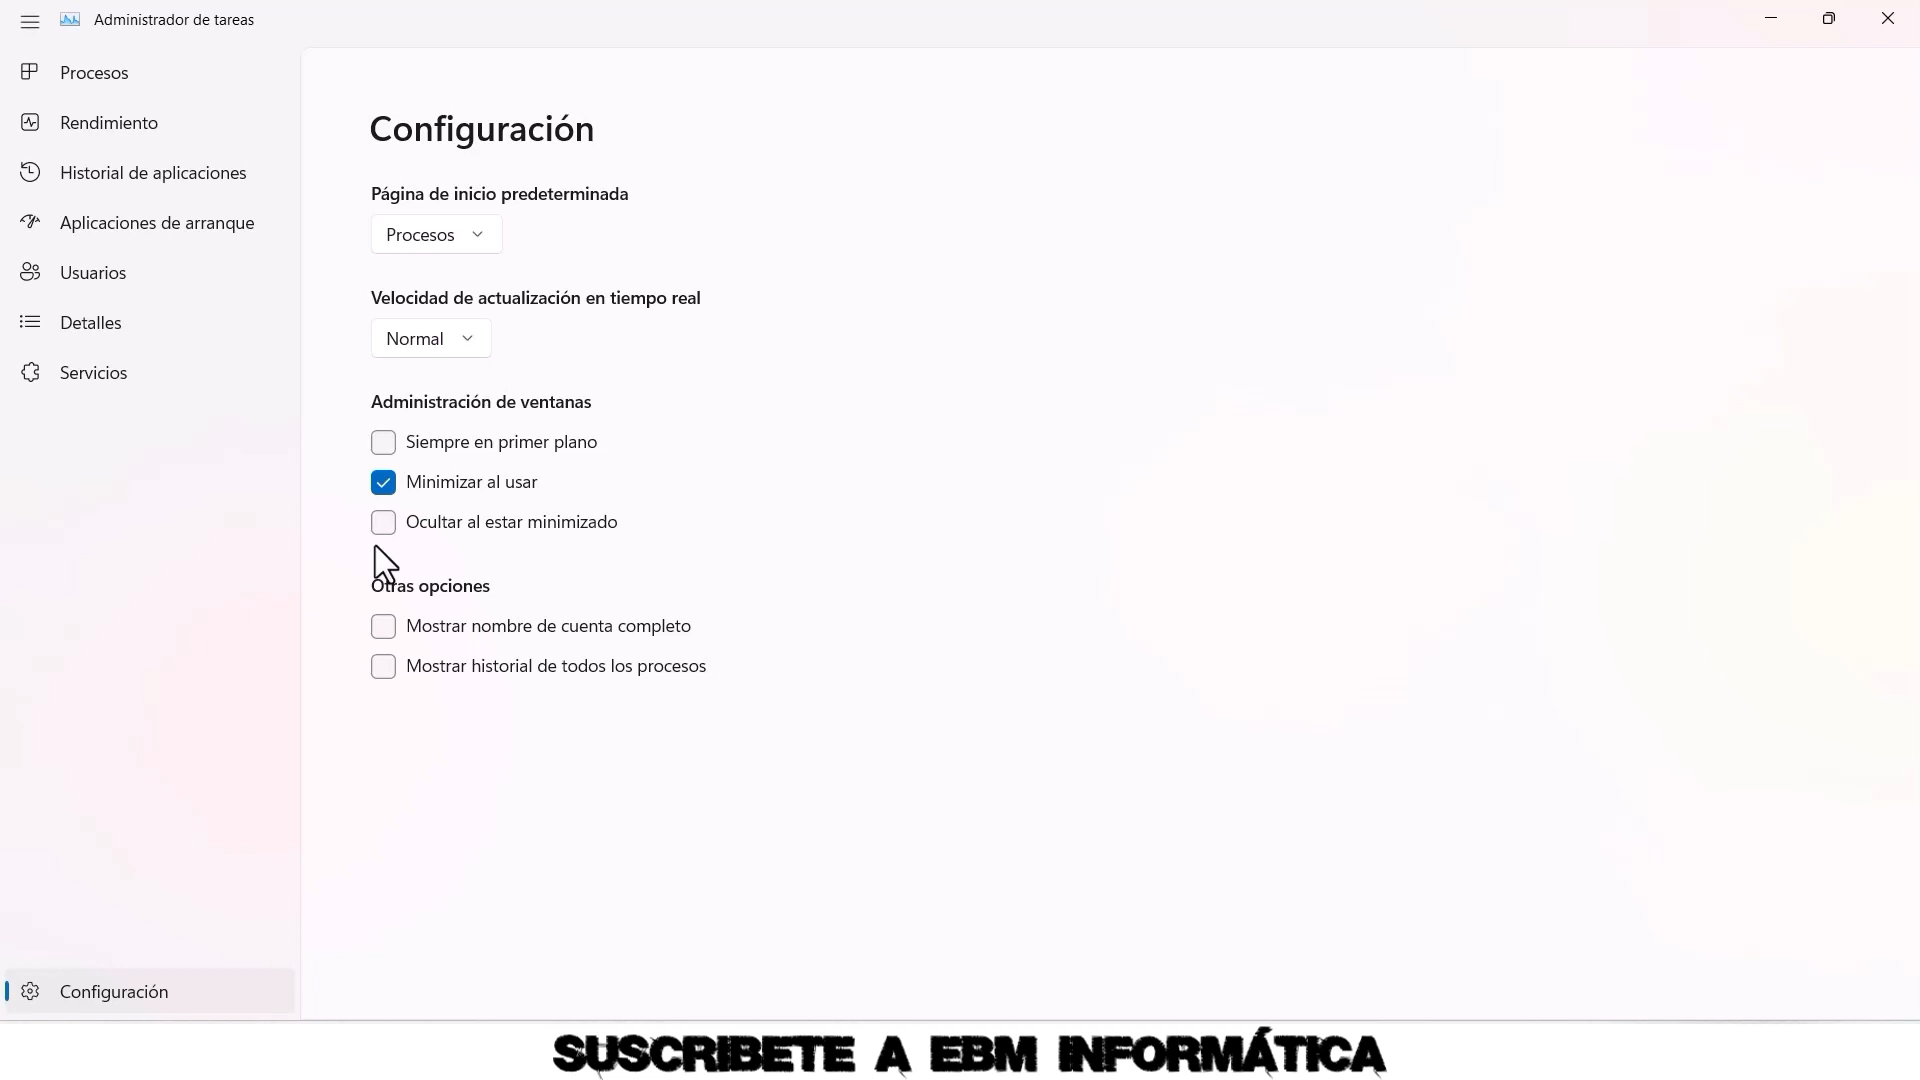 Administrador de tareas
Procesos
Rendimiento
Historial de aplicaciones
Aplicaciones de arranque
Usuarios
Detalles
Servicios
Configuración
Configuración
Página de inicio predeterminada
Procesos
Velocidad de actualización en tiempo real
Normal
Administración de ventanas
Siempre en primer plano
Minimizar al usar
Ocultar al estar minimizado
Otras opciones
Mostrar nombre de cuenta completo
Mostrar historial de todos los procesos
SUSCRIBETE A EBM INFORMÁTICA